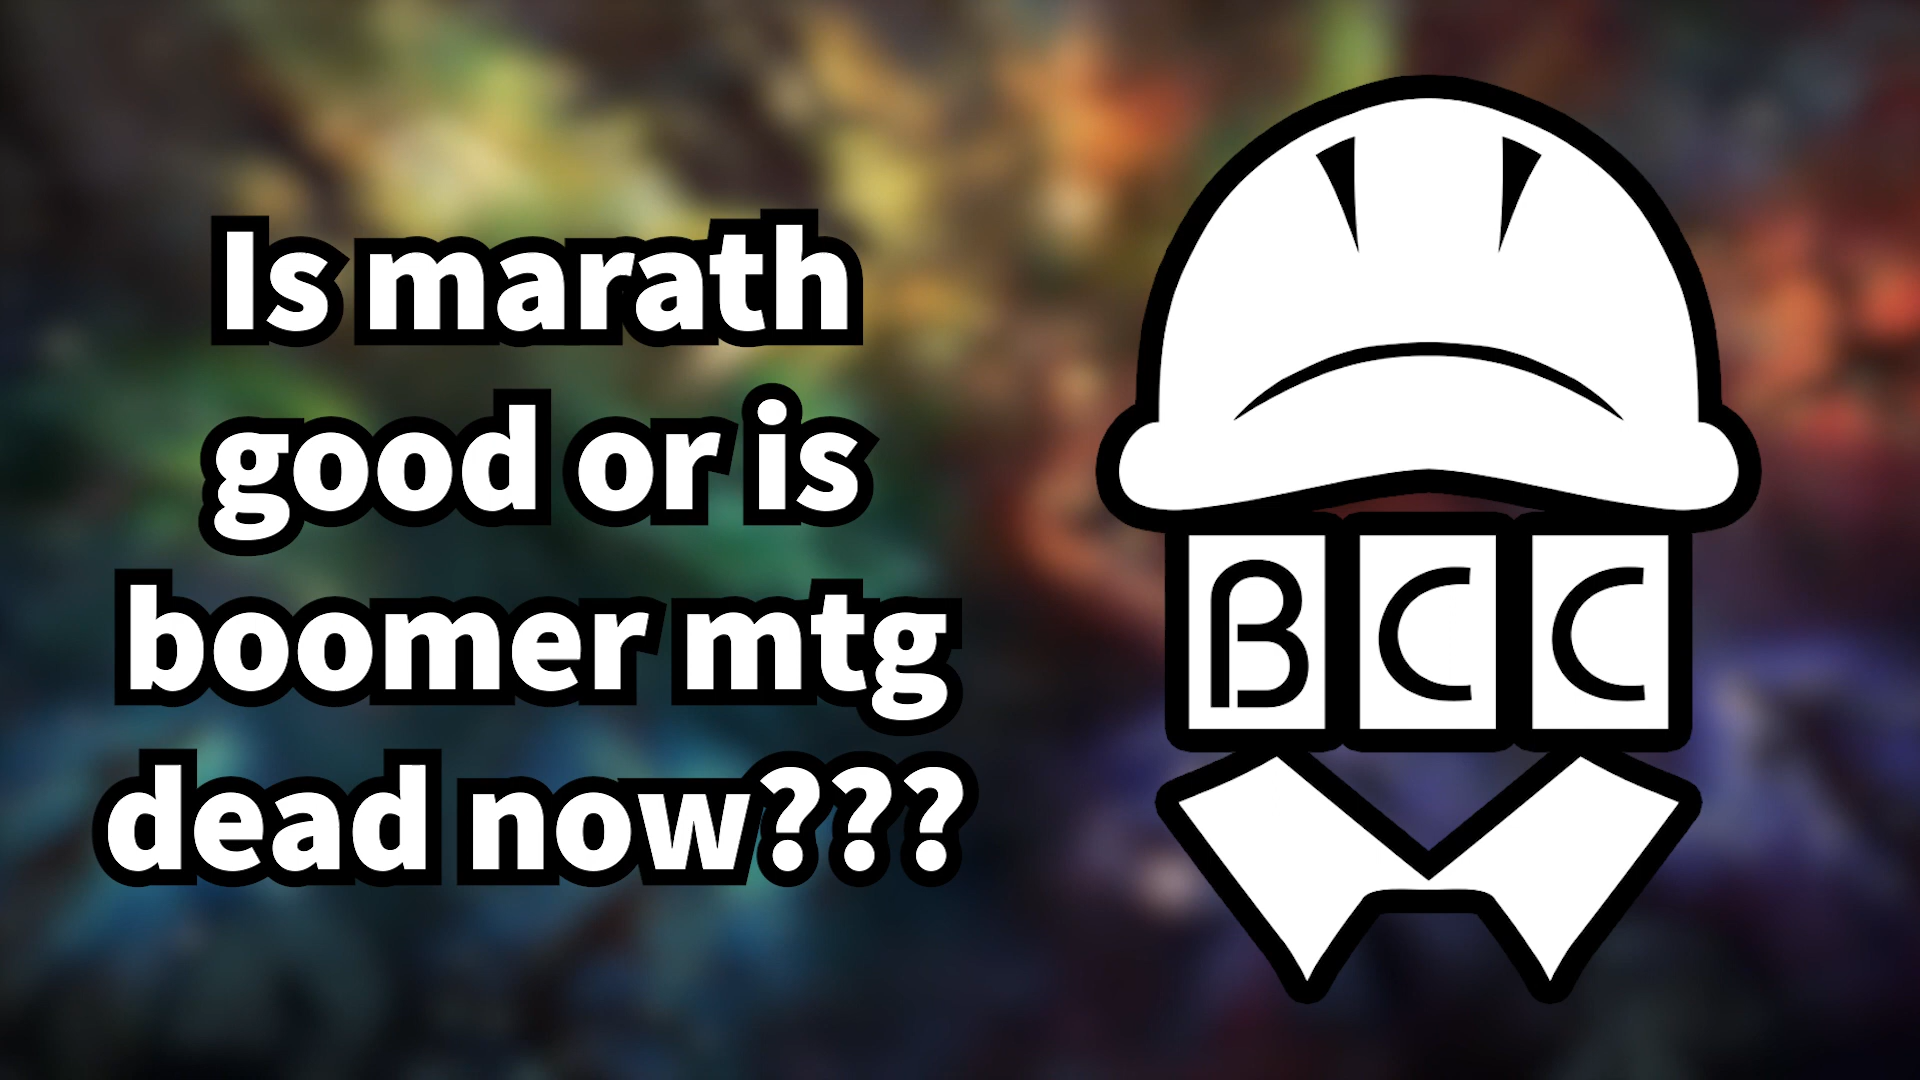 Is marath
good or is
boomer mtg
dead now???
BCC